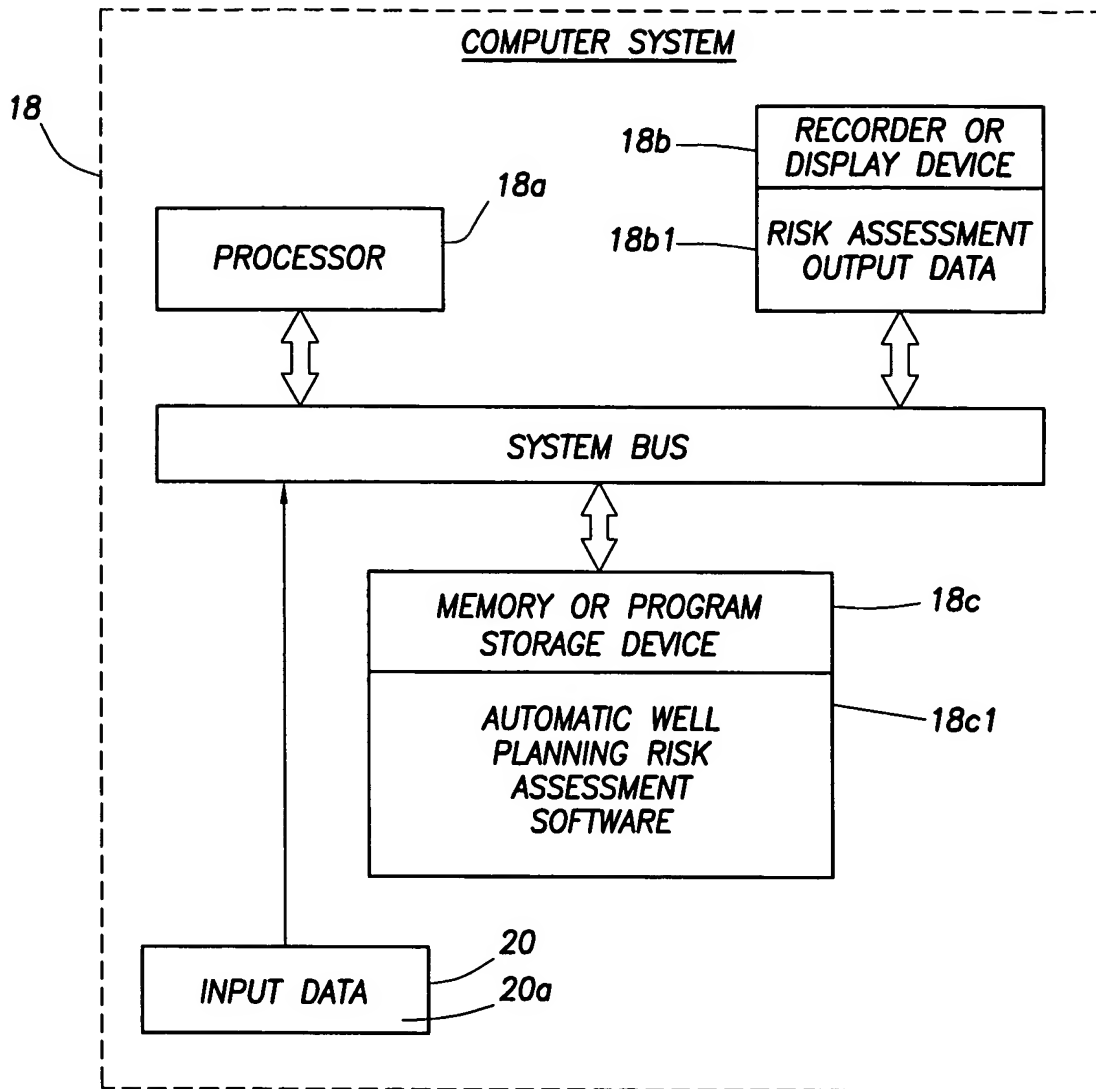 COMPUTER SYSTEM
18
18b
RECORDER OR
DISPLAY DEVICE
18a
PROCESSOR
18b1
RISK ASSESSMENT
OUTPUT DATA
SYSTEM BUS
MEMORY OR PROGRAM
STORAGE DEVICE
18c
AUTOMATIC WELL
PLANNING RISK
ASSESSMENT
SOFTWARE
18c1
INPUT DATA
20
20a